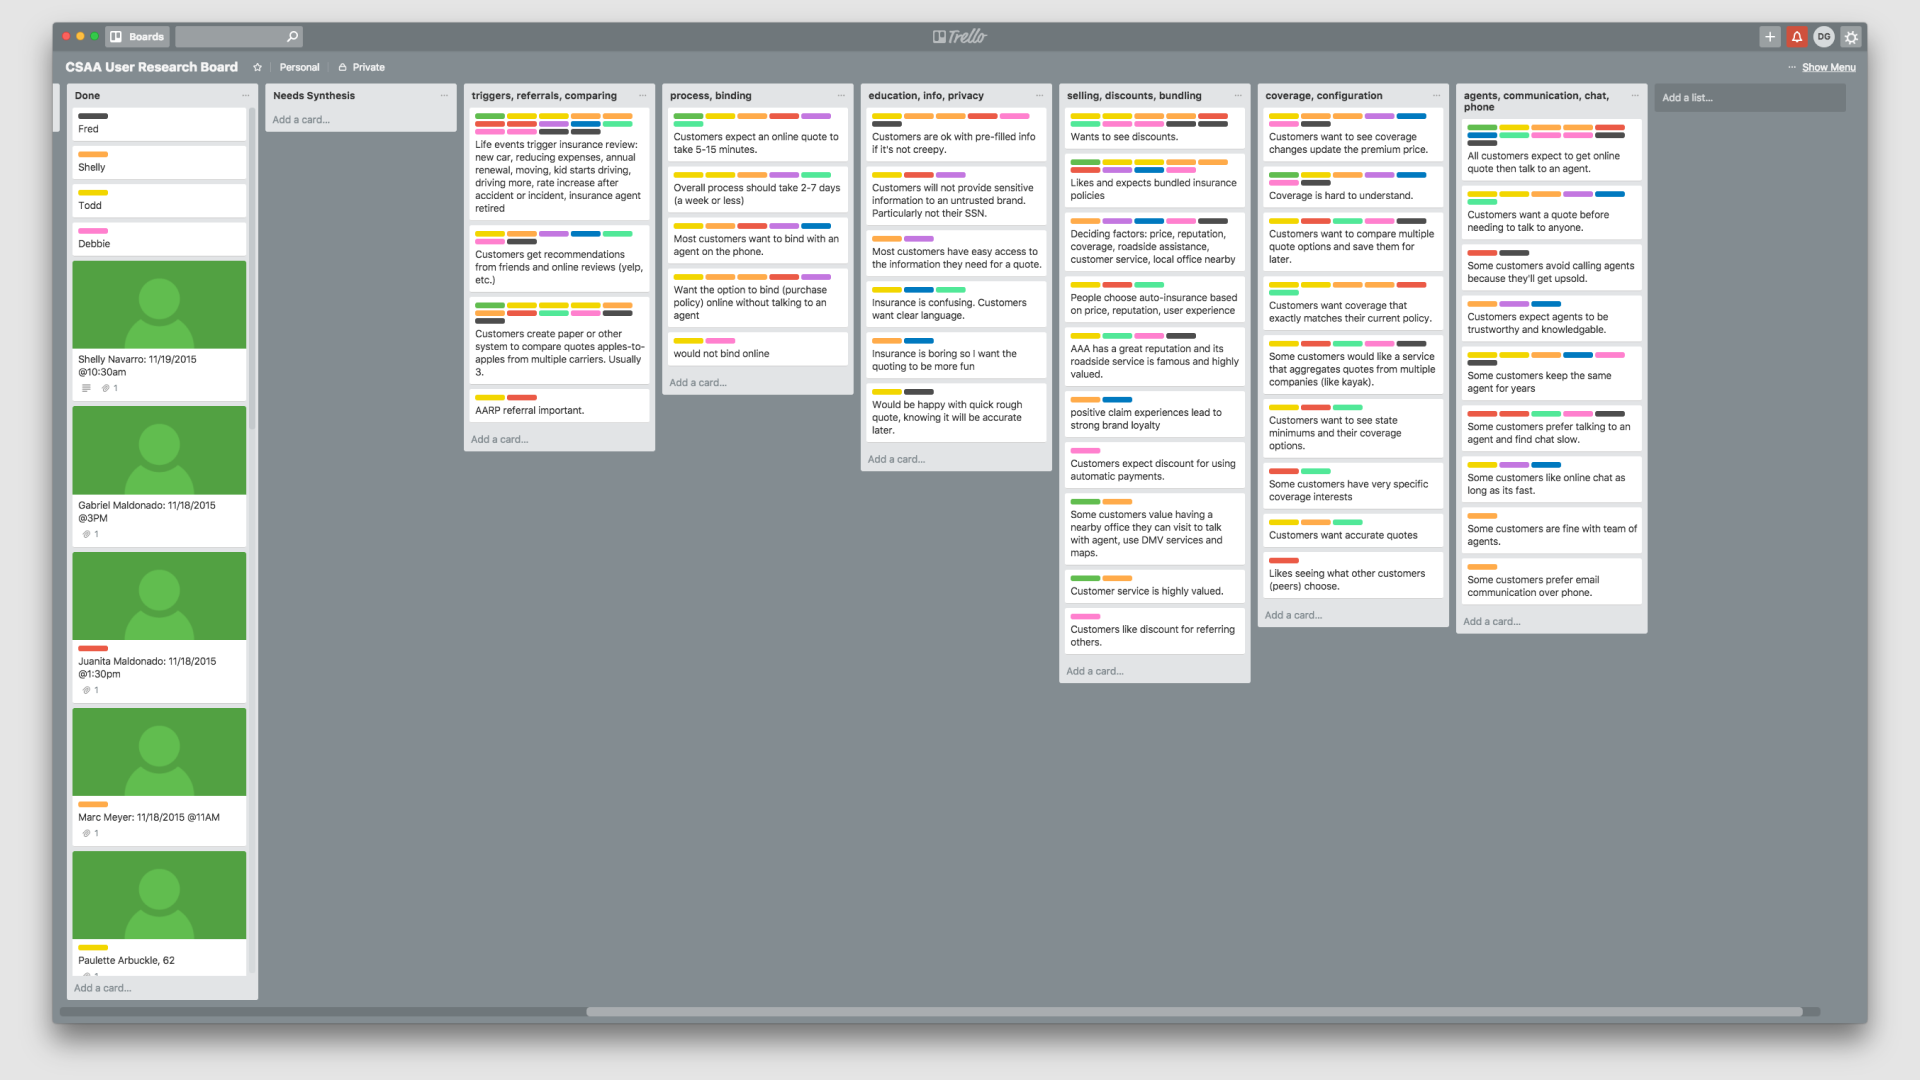 Boards
Trello
DG
CSAA User Research Board
Personal
Private
Show Menu
Done
Fred
Shelly
Todd
Debbie
Shelly Navarro: 11/19/2015
@10:30am
1
Gabriel Maldonado: 11/18/2015
@3PM
1
Juanita Maldonado: 11/18/2015
@1:30pm
1
Marc Meyer: 11/18/2015 @11AM
1
Paulette Arbuckle, 62
Add a card...
Needs Synthesis
Add a card...
triggers, referrals, comparing
Life events trigger insurance review:
new car, reducing expenses, annual
renewal, moving, kid starts driving,
driving more, rate increase after
accident or incident, insurance agent
retired
Customers get recommendations
from friends and online reviews (yelp,
etc.)
Customers create paper or other
system to compare quotes apples-to-
apples from multiple carriers. Usually
3.
AARP referral important.
Add a card...
process, binding
Customers expect an online quote to
take 5-15 minutes.
Overall process should take 2-7 days
(a week or less)
Most customers want to bind with an
agent on the phone.
Want the option to bind (purchase
policy) online without talking to an
agent
would not bind online
Add a card...
education, info, privacy
Customers are ok with pre-filled info
if it's not creepy.
Customers will not provide sensitive
information to an untrusted brand.
Particularly not their SSN.
Most customers have easy access to
the information they need for a quote.
Insurance is confusing. Customers
want clear language.
Insurance is boring so I want the
quoting to be more fun
Would be happy with quick rough
quote, knowing it will be accurate
later.
Add a card...
selling, discounts, bundling
Wants to see discounts.
Likes and expects bundled insurance
policies
Deciding factors: price, reputation,
coverage, roadside assistance,
customer service, local office nearby
People choose auto-insurance based
on price, reputation, user experience
AAA has a great reputation and its
roadside service is famous and highly
valued.
positive claim experiences lead to
strong brand loyalty
Customers expect discount for using
automatic payments.
Some customers value having a
nearby office they can visit to talk
with agent, use DMV services and
maps.
Customer service is highly valued.
Customers like discount for referring
others.
Add a card...
coverage, configuration
Customers want to see coverage
changes update the premium price.
Coverage is hard to understand.
Customers want to compare multiple
quote options and save them for
later.
Customers want coverage that
exactly matches their current policy.
Some customers would like a service
that aggregates quotes from multiple
companies (like kayak).
Customers want to see state
minimums and their coverage
options.
Some customers have very specific
coverage interests
Customers want accurate quotes
Likes seeing what other customers
(peers) choose.
Add a card...
agents, communication, chat,
phone
All customers expect to get online
quote then talk to an agent.
Customers want a quote before
needing to talk to anyone.
Some customers avoid calling agents
because they'll get upsold.
Customers expect agents to be
trustworthy and knowledgable.
Some customers keep the same
agent for years
Some customers prefer talking to an
agent and find chat slow.
Some customers like online chat as
long as its fast.
Some customers are fine with team of
agents.
Some customers prefer email
communication over phone.
Add a card...
Add a list...